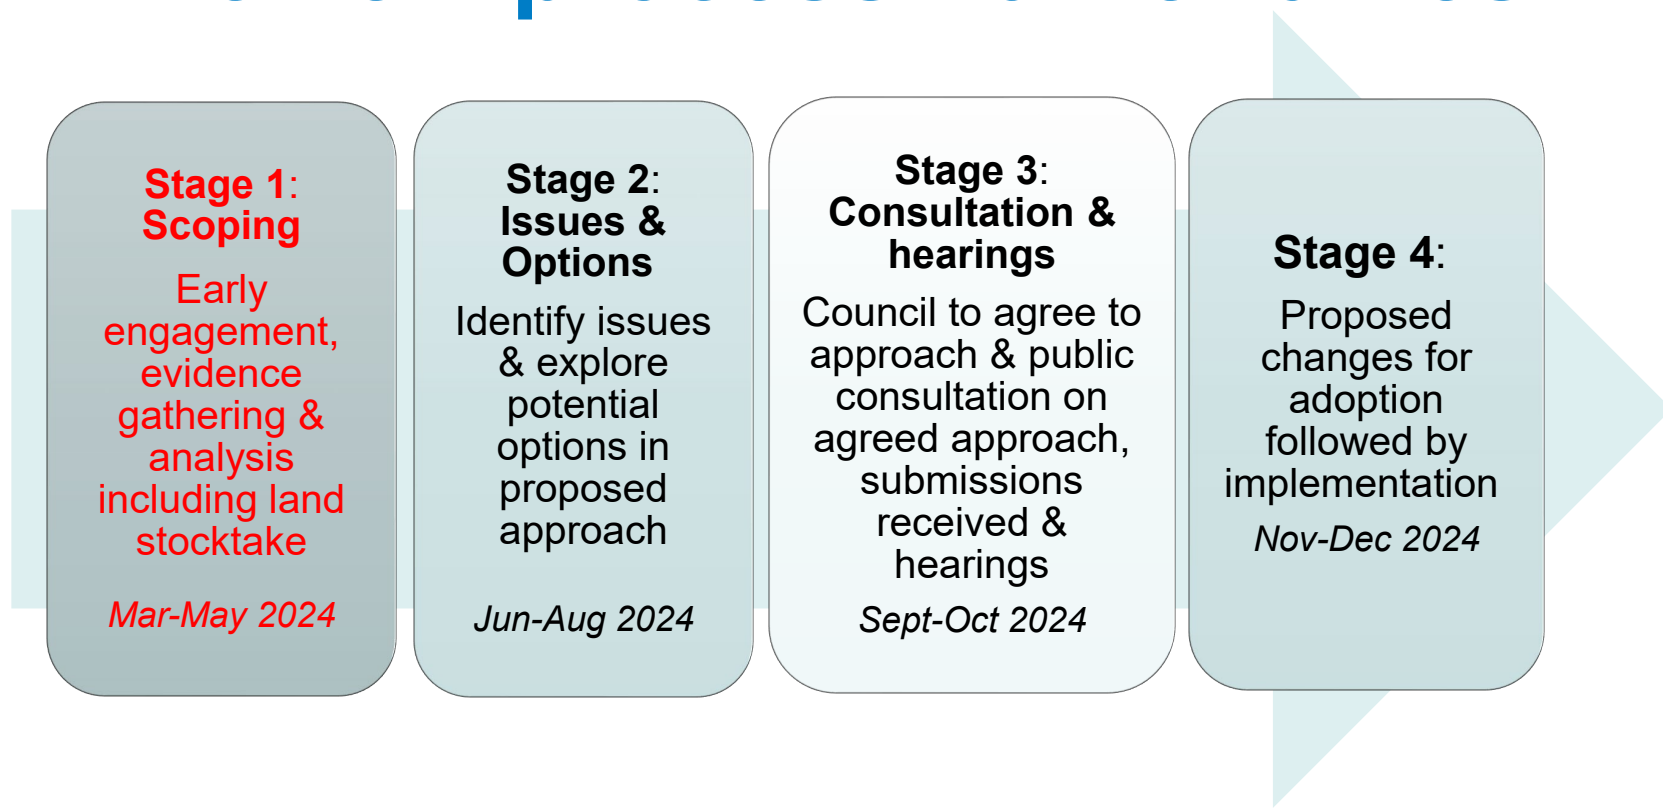 Stage 1:
Scoping
Early
engagement,
evidence
gathering &
analysis
including land
stocktake
Mar-May 2024
Stage 2:
Issues &
Options
Identify issues
& explore
potential
options in
proposed
approach
Jun-Aug 2024
Stage 3:
Consultation &
hearings
Council to agree to
approach & public
consultation on
agreed approach,
submissions
received &
hearings
Sept-Oct 2024
Stage 4:
Proposed
changes for
adoption
followed by
implementation
Nov-Dec 2024